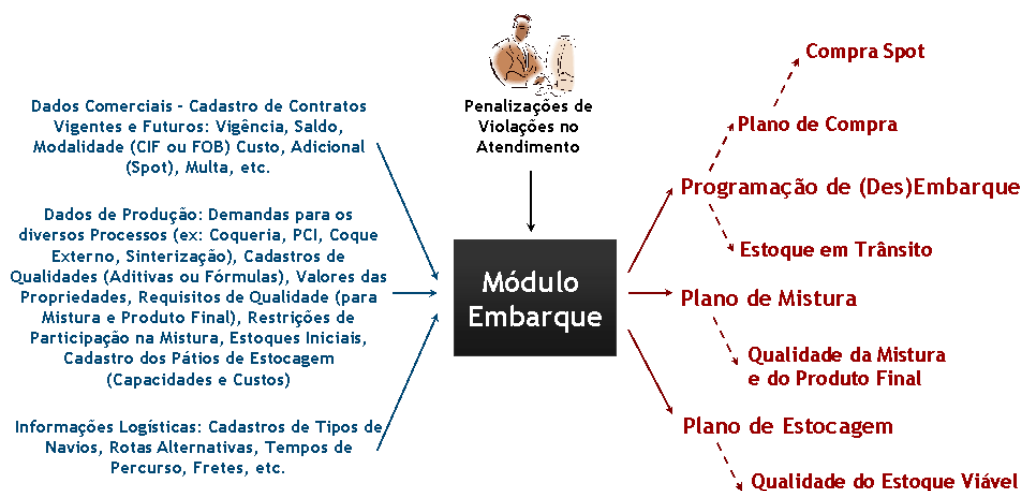 Dados Comerciais - Cadastro de Contratos
Vigentes e Futuros: Vigência, Saldo,
Modalidade (CIF ou FOB) Custo, Adicional
(Spot), Multa, etc.
Dados de Produção: Demandas para os
diversos Processos (ex: Coqueria, PCI, Coque
Externo, Sinterização), Cadastros de
Qualidades (Aditivas ou Fórmulas), Valores das
Propriedades, Requisitos de Qualidade (para
Mistura e Produto Final), Restrições de
Participação na Mistura, Estoques Iniciais,
Cadastro dos Pátios de Estocagem
(Capacidades e Custos)
Informações Logísticas: Cadastros de Tipos de
Navios, Rotas Alternativas, Tempos de
Percurso, Fretes, etc.
Penalizações de
Violações no
Atendimento
Módulo
Embarque
Compra Spot
Plano de Compra
Programação de (Des)Embarque
Estoque em Trânsito
Plano de Mistura
Qualidade da Mistura
e do Produto Final
Plano de Estocagem
Qualidade do Estoque Viável